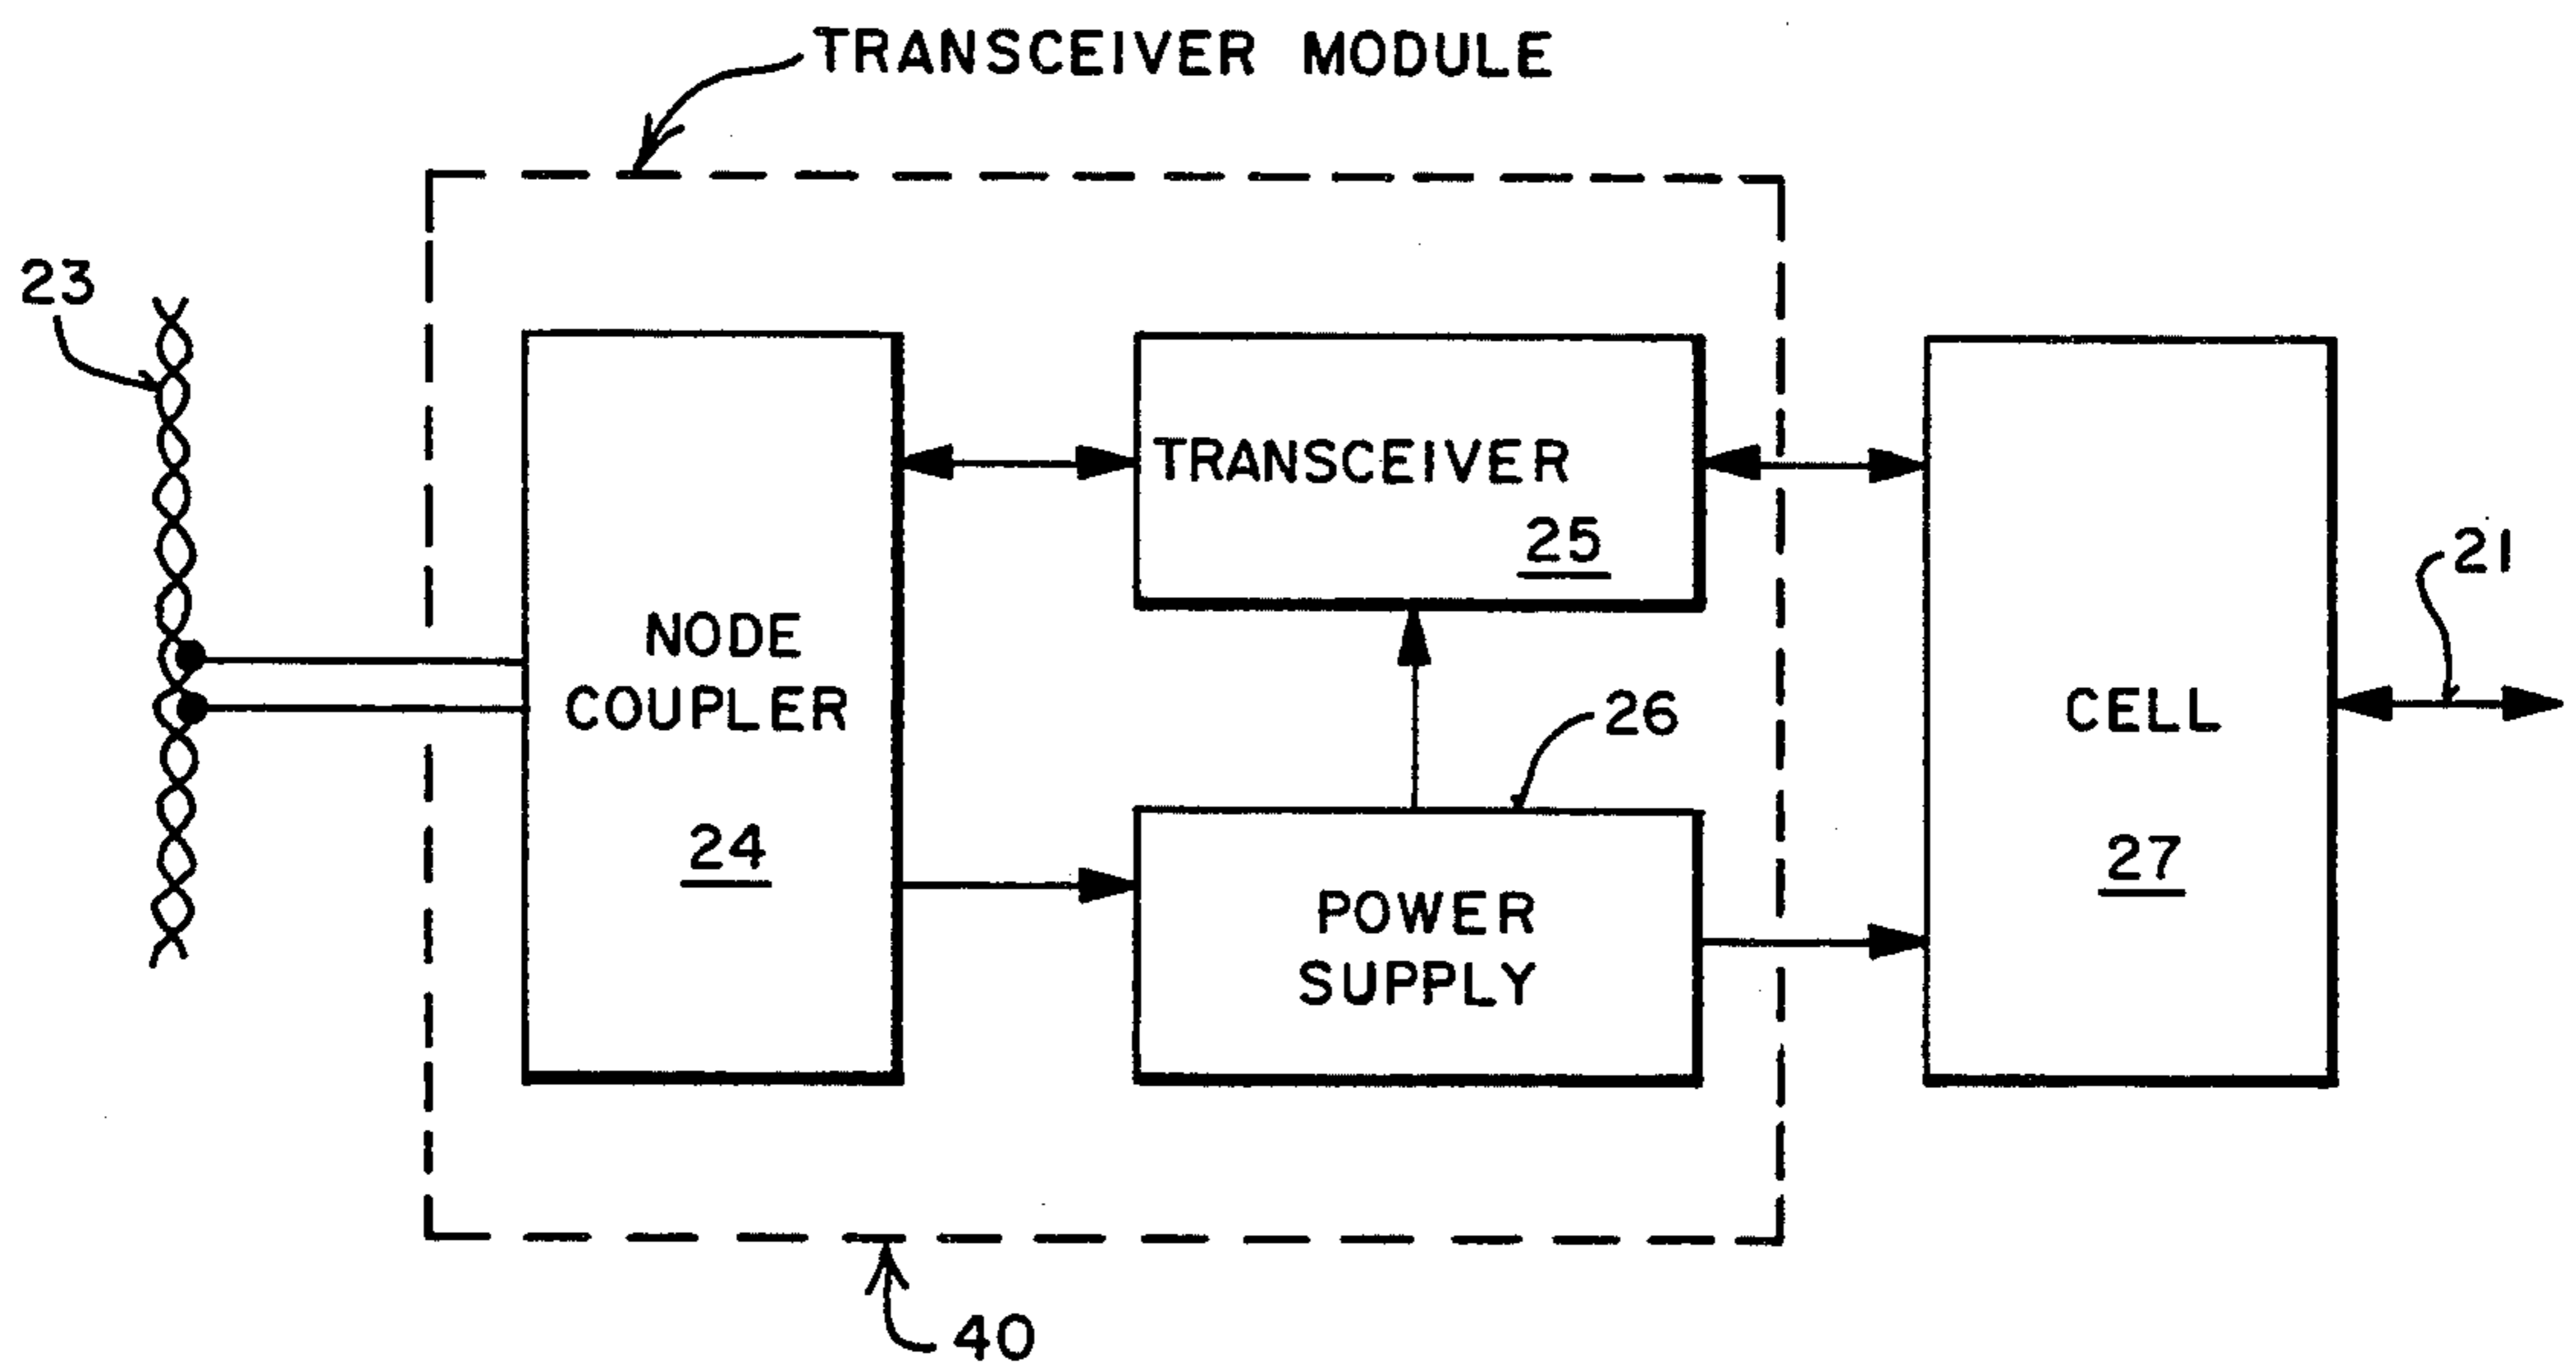 TRANSCEIVER MODULE
23
TRANSCEIVER
25
21
NODE
COUPLER
24
26
CELL
27
POWER
SUPPLY
40